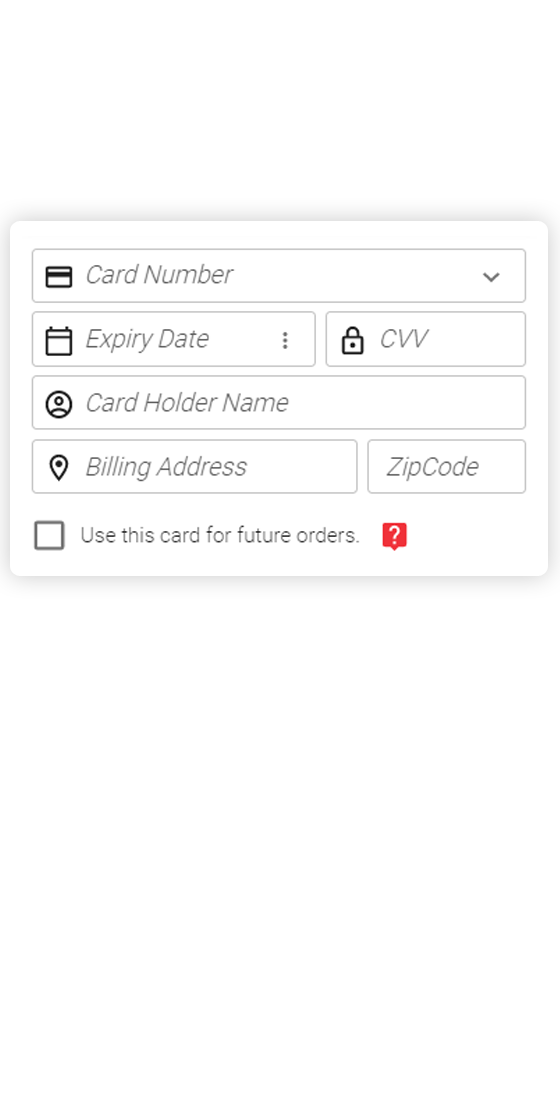 Card Number
Expiry Date
CVV
Card Holder Name
Billing Address
ZipCode
Use this card for future orders.
?